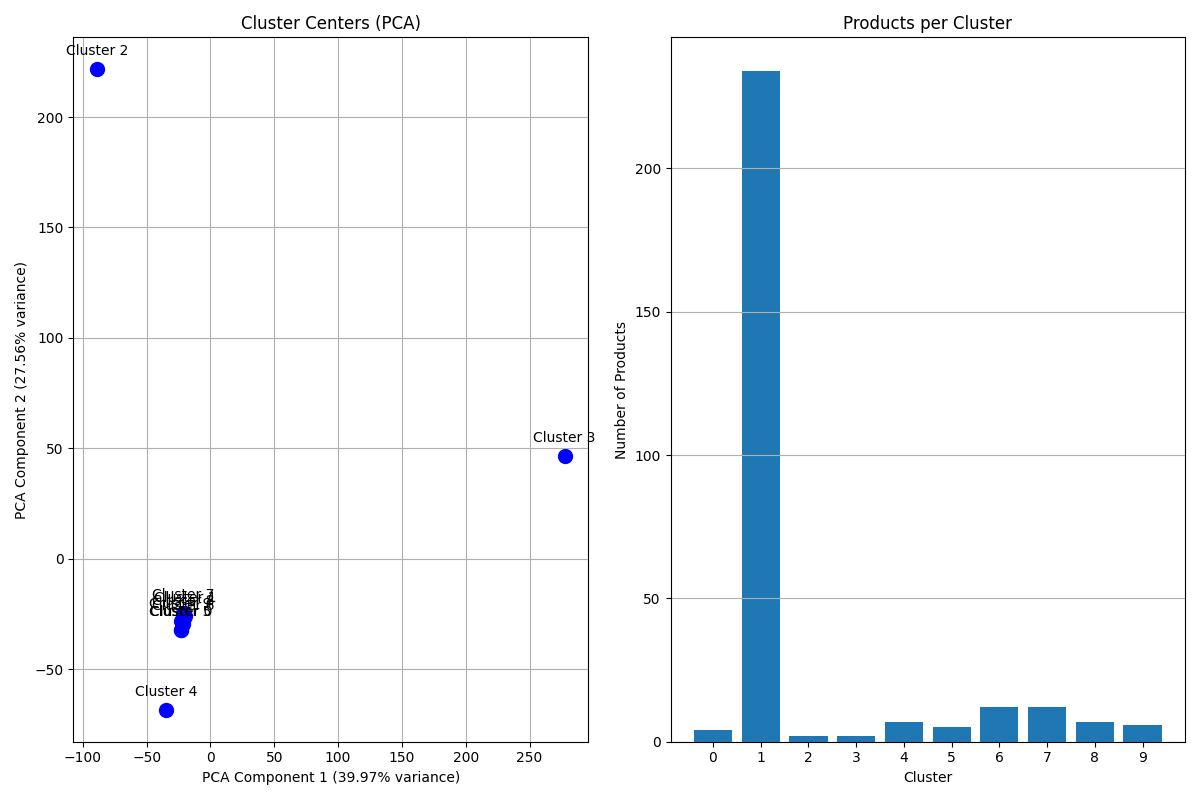 Cluster Centers (PCA)
Cluster 2
Cluster 3
Cluster 7
Cluster 4
PCA Component 2 (27.56% variance)
200
150
100
50
0
−50
−100
−50
0
50
100
150
200
250
PCA Component 1 (39.97% variance)
Products per Cluster
Number of Products
200
150
100
50
0
0
1
2
3
4
5
6
7
8
9
Cluster